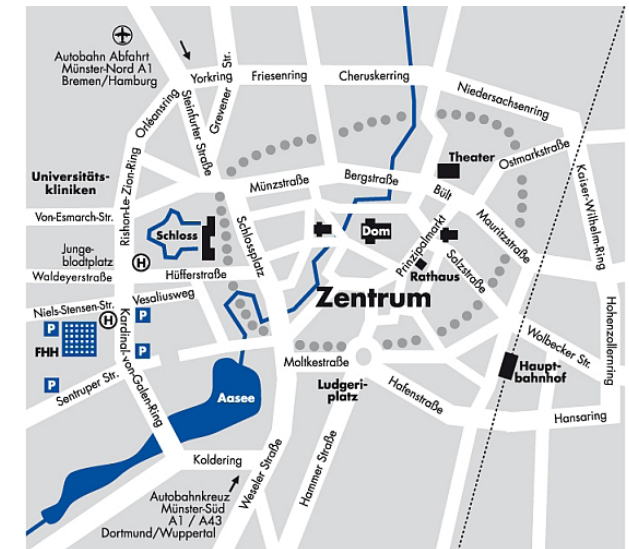 Autobahn Abfahrt
Münster-Nord A1
Bremen/Hamburg
Yorkring
Friesenring
Cheruskerring
Niedersachsenring
Grevener Str.
Orléansring
Steinfurter Straße
Rishon-Le-Zion-Ring
Universitäts-
kliniken
Theater
Ostmarkstraße
Kaiser-Wilhelm-Ring
Münzstraße
Bergstraße
Bült
Mauritzstraße
Von-Esmarch-Str.
Schloss
Schlossplatz
Dom
Prinzipalmarkt
Rathaus
Salzstraße
Junge-
blodtplatz
H
Waldeyerstraße
Hüfferstraße
Zentrum
Vesaliusweg
Niels-Stensen-Str.
H
P
P
P
P
FHH
Kardinal-von-Galen-Ring
Sentruper Str.
Hohenzollernring
Wolbecker Str.
Haupt-
bahnhof
Moltkestraße
Ludgeri-
platz
Hafenstraße
Hansaring
Aasee
Koldering
Weseler Straße
Hammer Straße
Autobahnkreuz
Münster-Süd
A1 / A43
Dortmund/Wuppertal